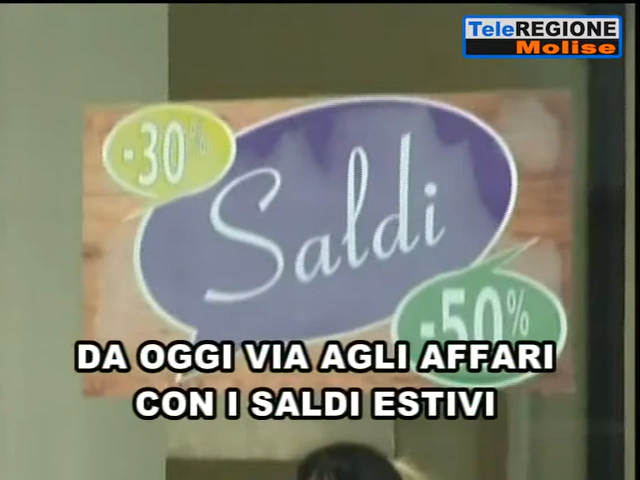 TeleREGIONE
Molise
-30%
Saldi
-50%
DA OGGI VIA AGLI AFFARI
CON I SALDI ESTIVI